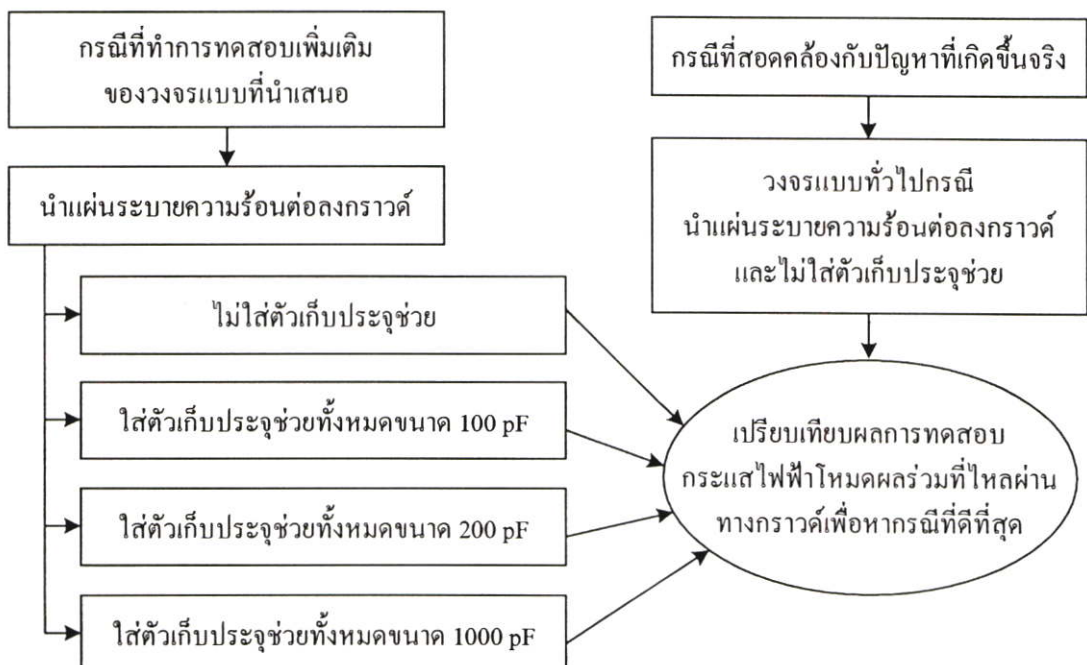 กรณีที่ทำการทดสอบเพิ่มเติม
ของวงจรแบบที่นำเสนอ
นำแผ่นระบายความร้อนต่อลงกราวด์
ไม่ใส่ตัวเก็บประจุช่วย
ใส่ตัวเก็บประจุช่วยทั้งหมดขนาด 100 pF
ใส่ตัวเก็บประจุช่วยทั้งหมดขนาด 200 pF
ใส่ตัวเก็บประจุช่วยทั้งหมดขนาด 1000 pF
กรณีที่สอดคล้องกับปัญหาที่เกิดขึ้นจริง
วงจรแบบทั่วไปกรณี
นำแผ่นระบายความร้อนต่อลงกราวด์
และไม่ใส่ตัวเก็บประจุช่วย
เปรียบเทียบผลการทดสอบ
กระแสไฟฟ้าโหมดผลร่วมที่ไหลผ่าน
ทางกราวด์เพื่อหากรณีที่ดีที่สุด